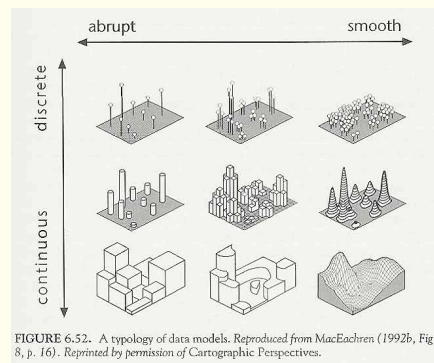 abrupt
smooth
discrete
continuous
FIGURE 6.52. A typology of data models. Reproduced from MacEachren (1992b, Fig
8, p. 16). Reprinted by permission of Cartographic Perspectives.